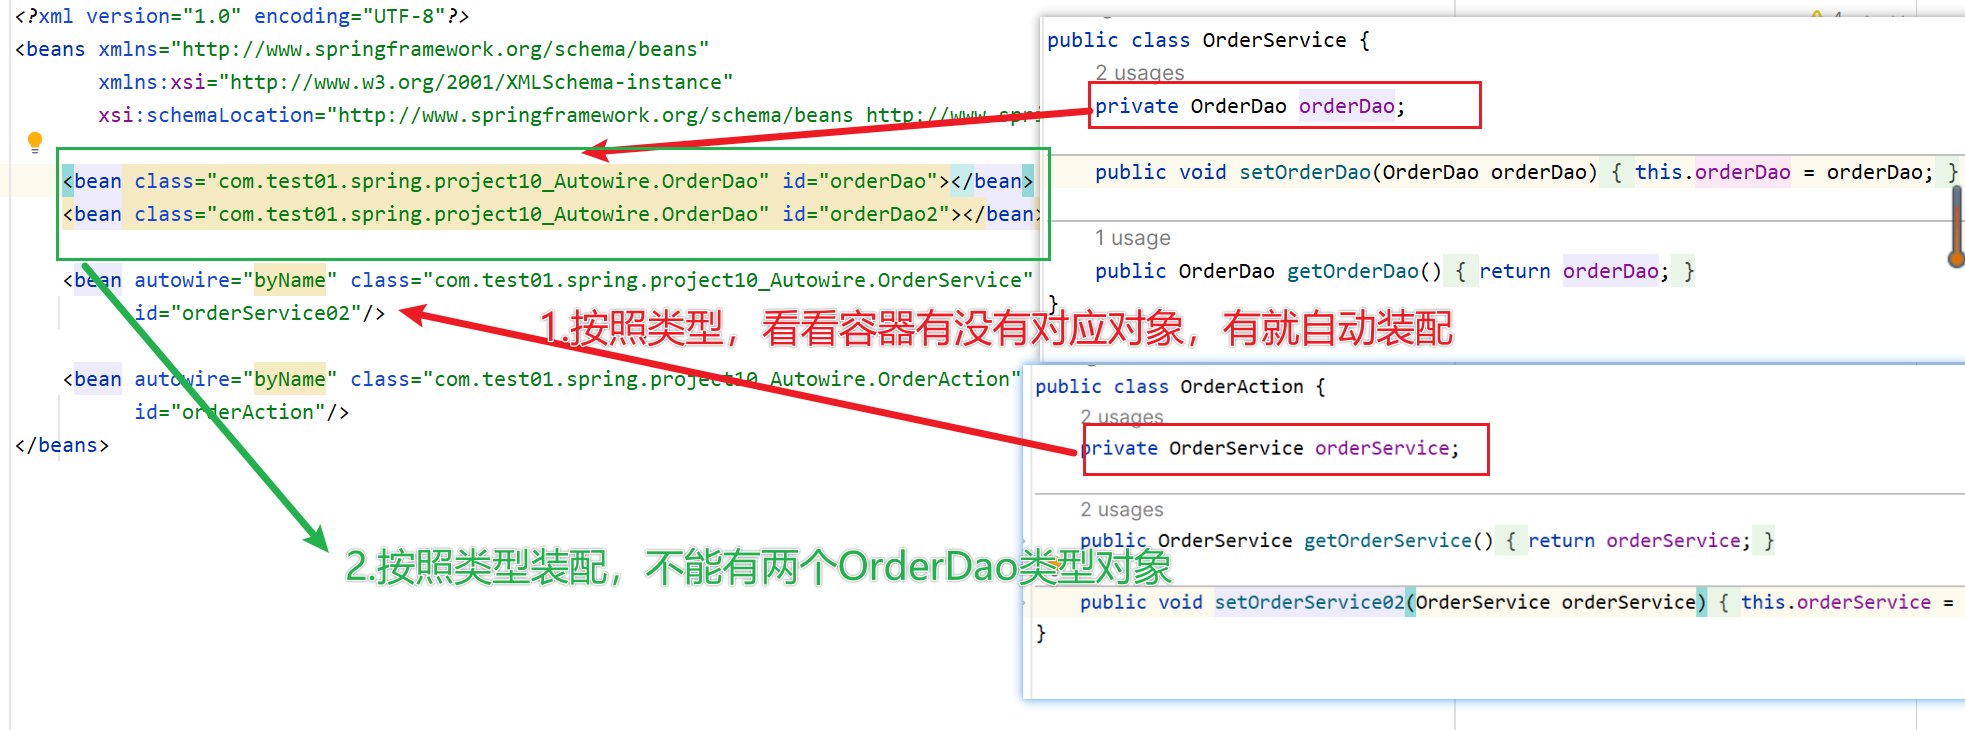 <?xml version="1.0" encoding="UTF-8"?>
<beans xmlns="http://www.springframework.org/schema/beans"
xmlns:xsi="http://www.w3.org/2001/XMLSchema-instance"
xsi:schemaLocation="http://www.springframework.org/schema/beans http://www.spri
<bean class="com.test01.spring.project10_Autowire.OrderDao" id="orderDao"></bean>
<bean class="com.test01.spring.project10_Autowire.OrderDao" id="orderDao2"></bean>
<bean autowire="byName" class="com.test01.spring.project10_Autowire.OrderService"
id="orderService02"/>
<bean autowire="byName" class="com.test01.spring.project10_Autowire.OrderAction"
id="orderAction"/>
</beans>
1.按照类型，看看容器有没有对应对象，有就自动装配
2.按照类型装配，不能有两个OrderDao类型对象
public class OrderService {
2 usages
private OrderDao orderDao;
public void setOrderDao(OrderDao orderDao) { this.orderDao = orderDao; }
1 usage
public OrderDao getOrderDao() { return orderDao; }
}
public class OrderAction {
2 usages
private OrderService orderService;
2 usages
public OrderService getOrderService() { return orderService; }
public void setOrderService02(OrderService orderService) { this.orderService =
}